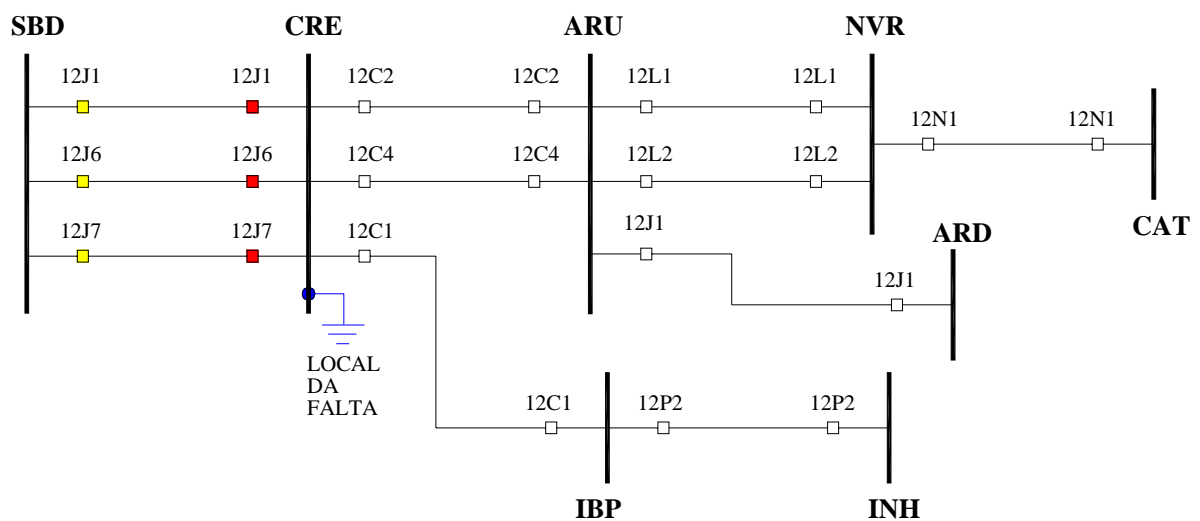 SBD
CRE
ARU
NVR
12J1
12J1
12C2
12C2
12L1
12L1
12N1
12N1
12J6
12J6
12C4
12C4
12L2
12L2
CAT
12J7
12J7
12C1
12J1
ARD
12J1
LOCAL
DA
FALTA
12C1
12P2
12P2
IBP
INH